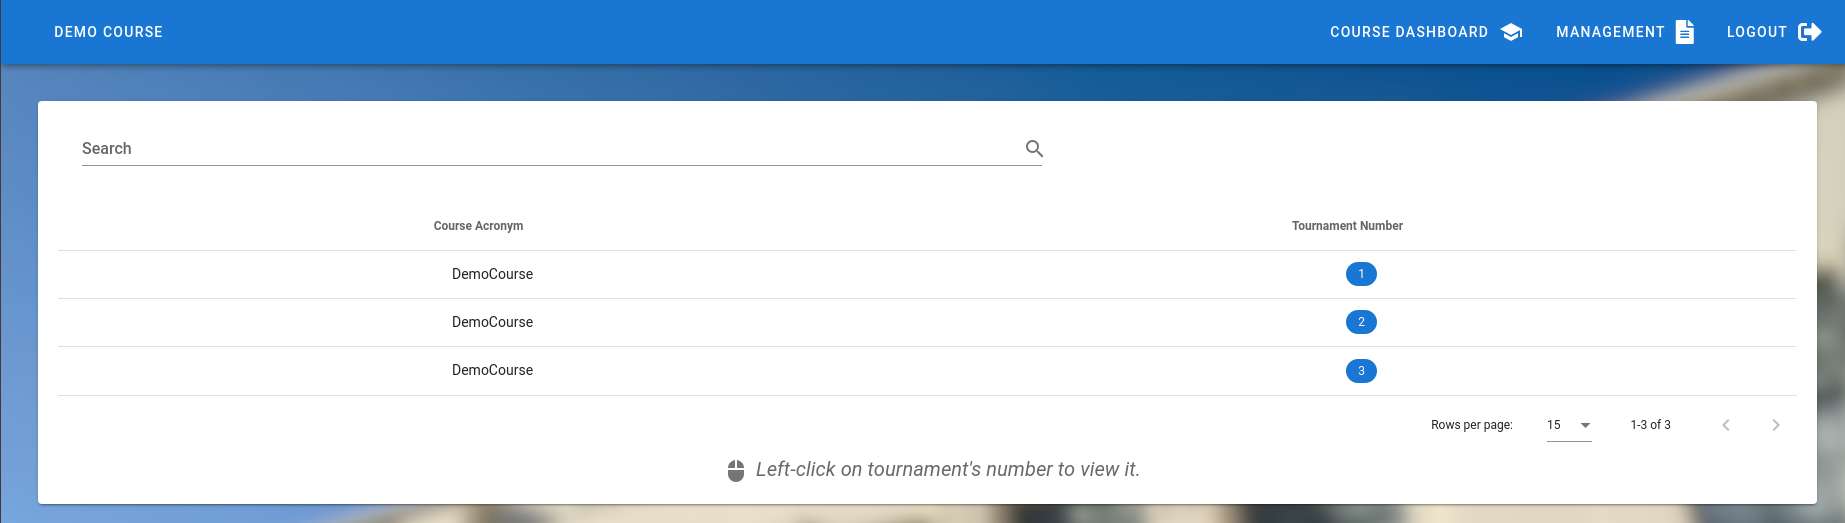 DEMO COURSE COURSE DASHBOARD MANAGEMENT LOGOUT
Search
Course Acronym Tournament Number
DemoCourse 1
DemoCourse 2
DemoCourse 3
Rows per page: 15 1-3 of 3
Left-click on tournament's number to view it.